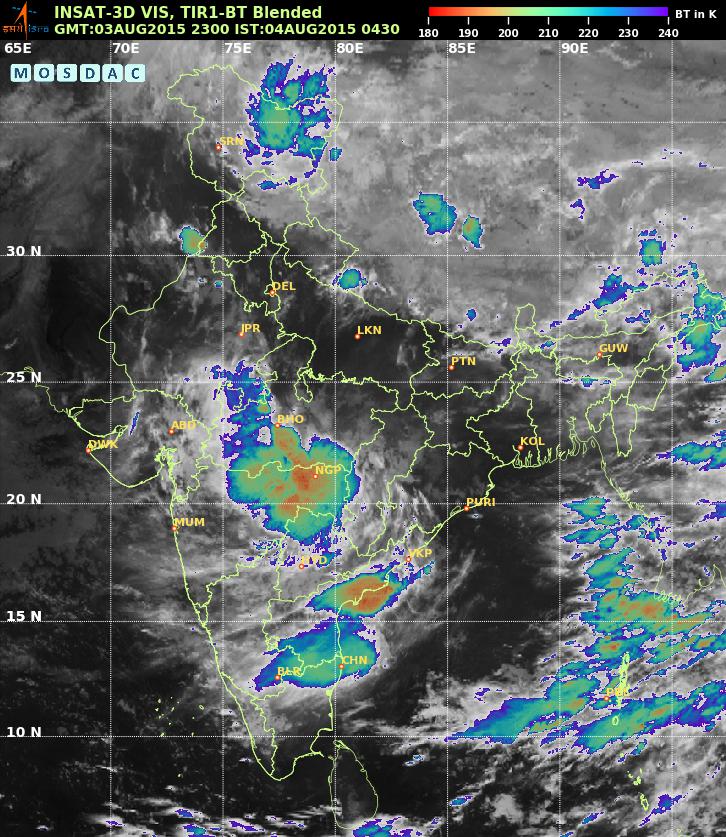 INSAT-3D VIS, TIR1-BT Blended
GMT:03AUG2015 2300 IST:04AUG2015 0430
BT in K
180 190 200 210 220 230 240
65E 70E 75E 80E 85E 90E
MOSDAC
SRN
30 N
DEL
JPR
LKN
GUW
PTN
25 N
BHO
ABD
DWK
KOL
NGP
20 N
PURI
MUM
VKP
15 N
CHN
BLR
10 N